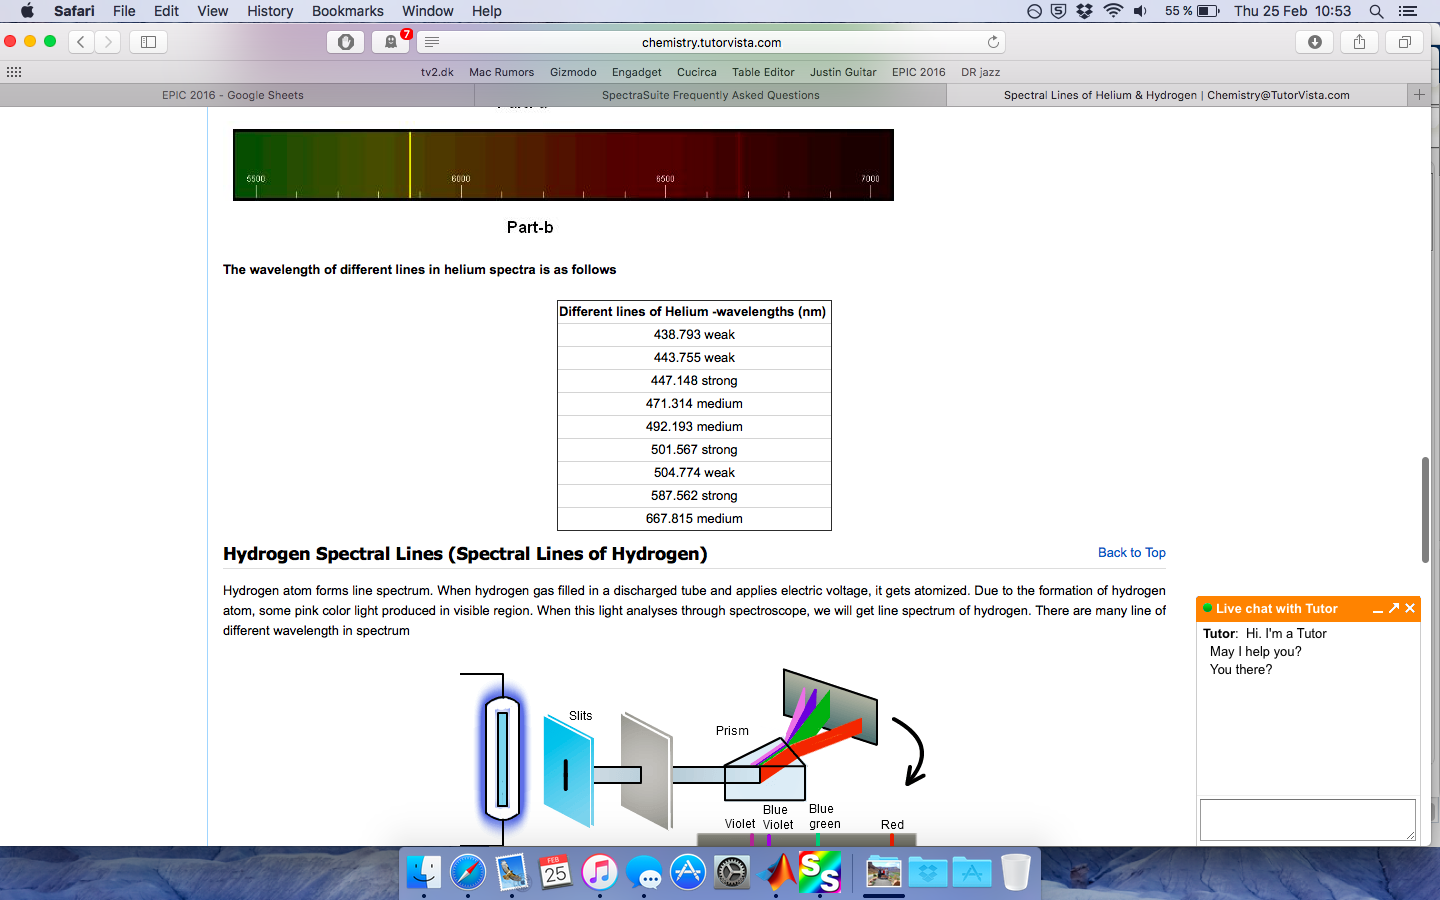 Safari File Edit View History Bookmarks Window Help 55 % Thu 25 Feb 10:53
7 chemistry.tutorvista.com
tv2.dk Mac Rumors Gizmodo Engadget Cucirca Table Editor Justin Guitar EPIC 2016 DR jazz
EPIC 2016 - Google Sheets SpectraSuite Frequently Asked Questions Spectral Lines of Helium & Hydrogen | Chemistry@TutorVista.com
5500 6000 6500 7000
Part-b
The wavelength of different lines in helium spectra is as follows
Different lines of Helium -wavelengths (nm)
438.793 weak
443.755 weak
447.148 strong
471.314 medium
492.193 medium
501.567 strong
504.774 weak
587.562 strong
667.815 medium
Hydrogen Spectral Lines (Spectral Lines of Hydrogen) Back to Top
Hydrogen atom forms line spectrum. When hydrogen gas filled in a discharged tube and applies electric voltage, it gets atomized. Due to the formation of hydrogen
atom, some pink color light produced in visible region. When this light analyses through spectroscope, we will get line spectrum of hydrogen. There are many line of
different wavelength in spectrum
Slits
Prism
Blue Blue
Violet Violet green Red
Live chat with Tutor
Tutor: Hi. I'm a Tutor
May I help you?
You there?
FEB
25
S
S